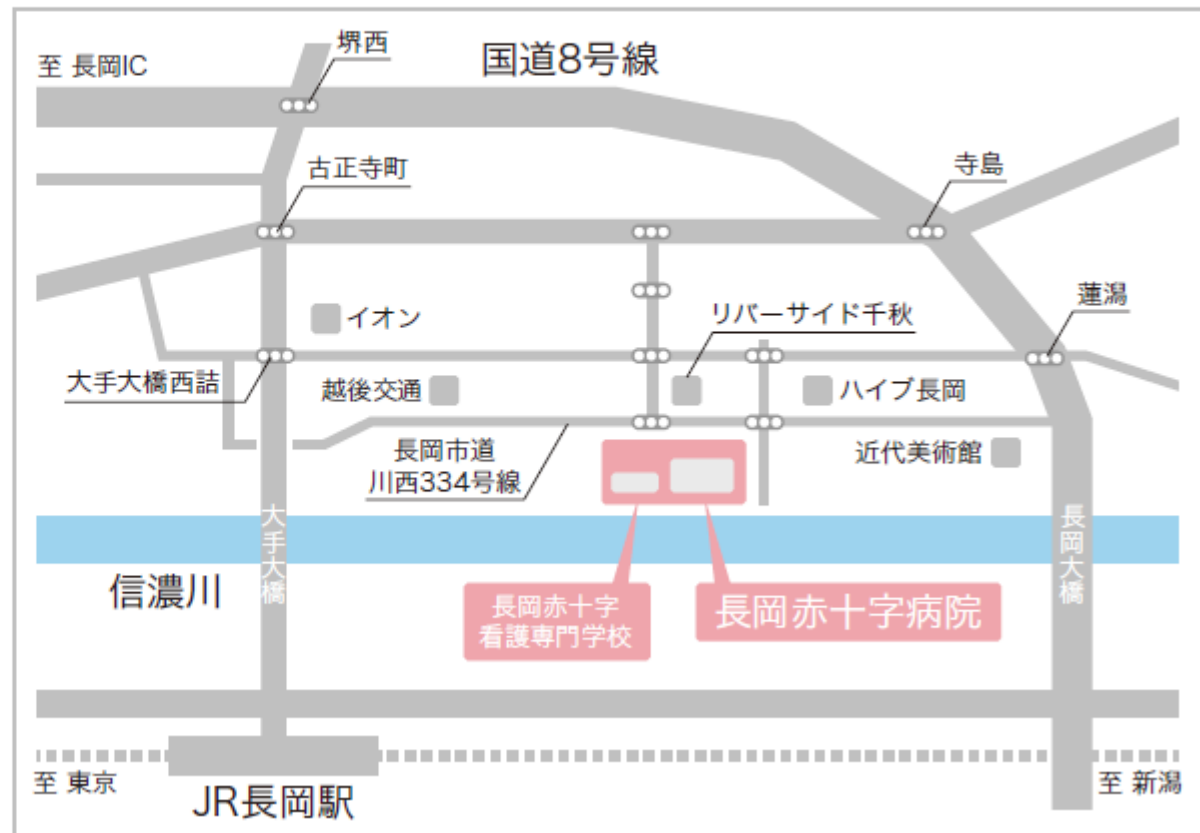 堺西
国道8号線
至 長岡IC
古正寺町
寺島
蓮潟
イオン
リバーサイド千秋
大手大橋西詰
越後交通
ハイブ長岡
長岡市道
川西334号線
近代美術館
大手大橋
長岡大橋
信濃川
長岡赤十字
看護専門学校
長岡赤十字病院
至 東京
JR長岡駅
至 新潟